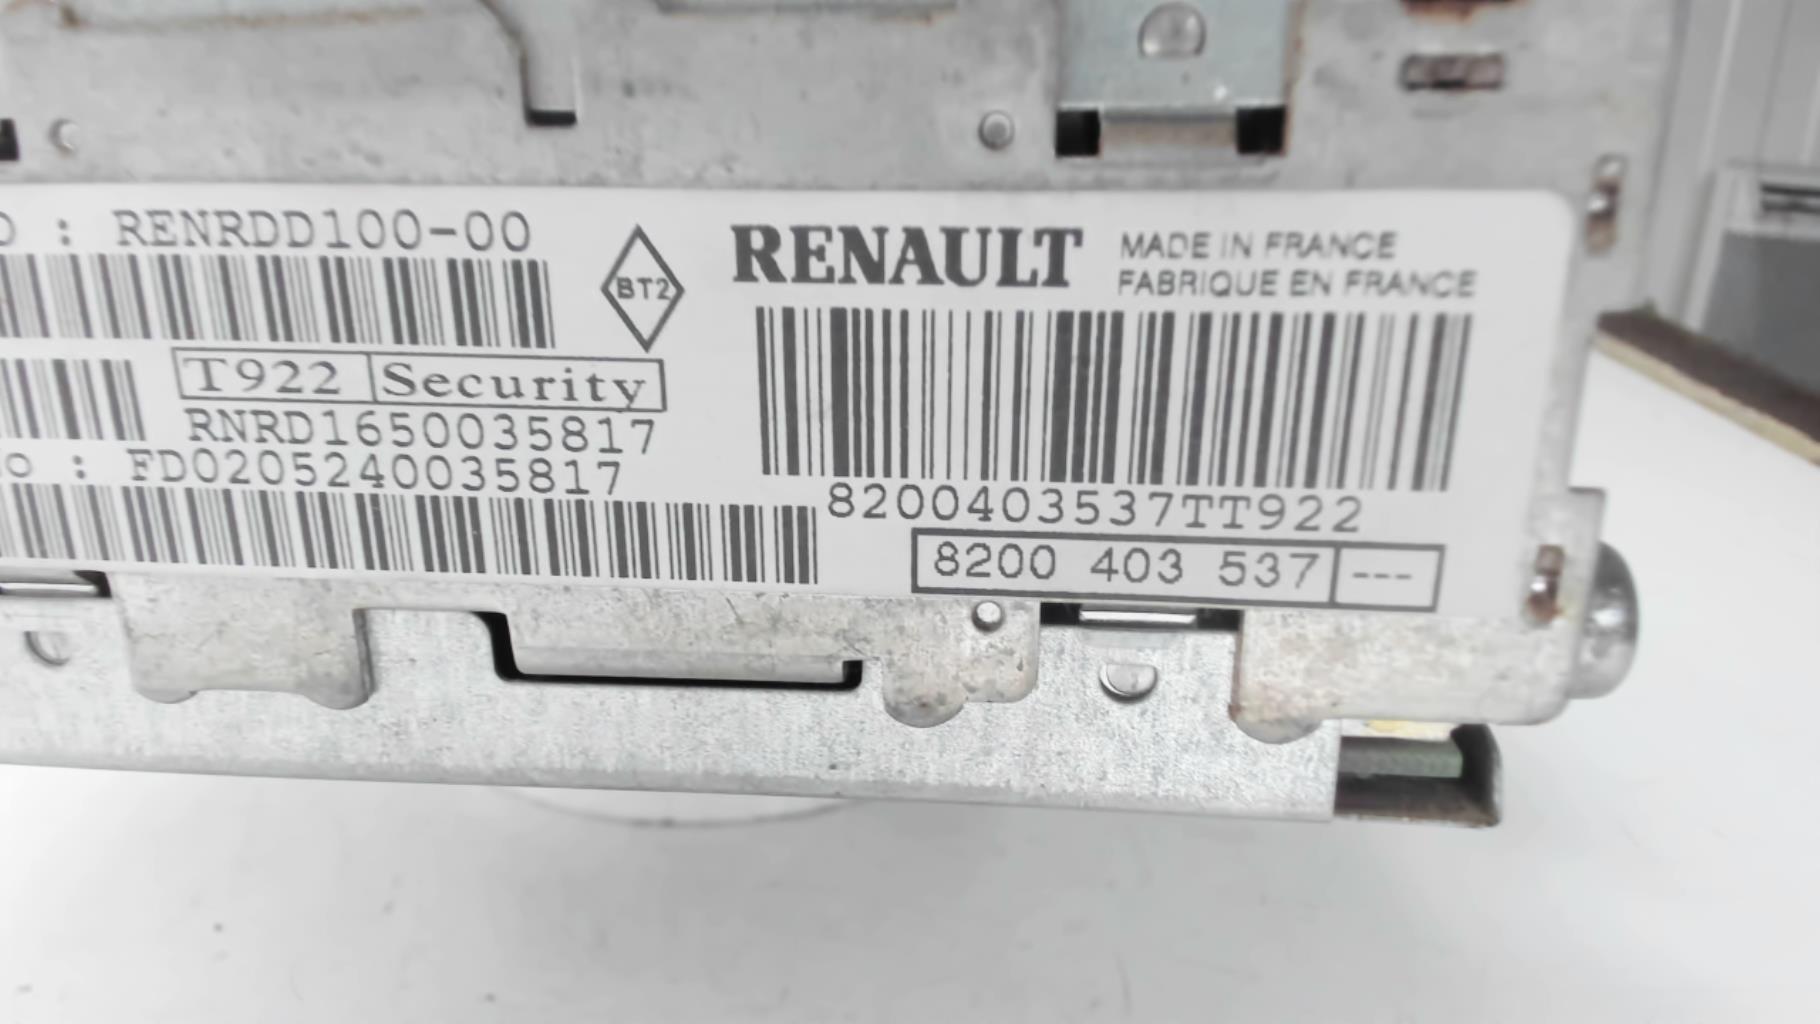 : RENRDD100-00
BT2
RENAULT
MADE IN FRANCE
FABRIQUE EN FRANCE
T922 Security
RNRD1650035817
o : FD0205240035817
8200403537TT922
8200 403 537 ---